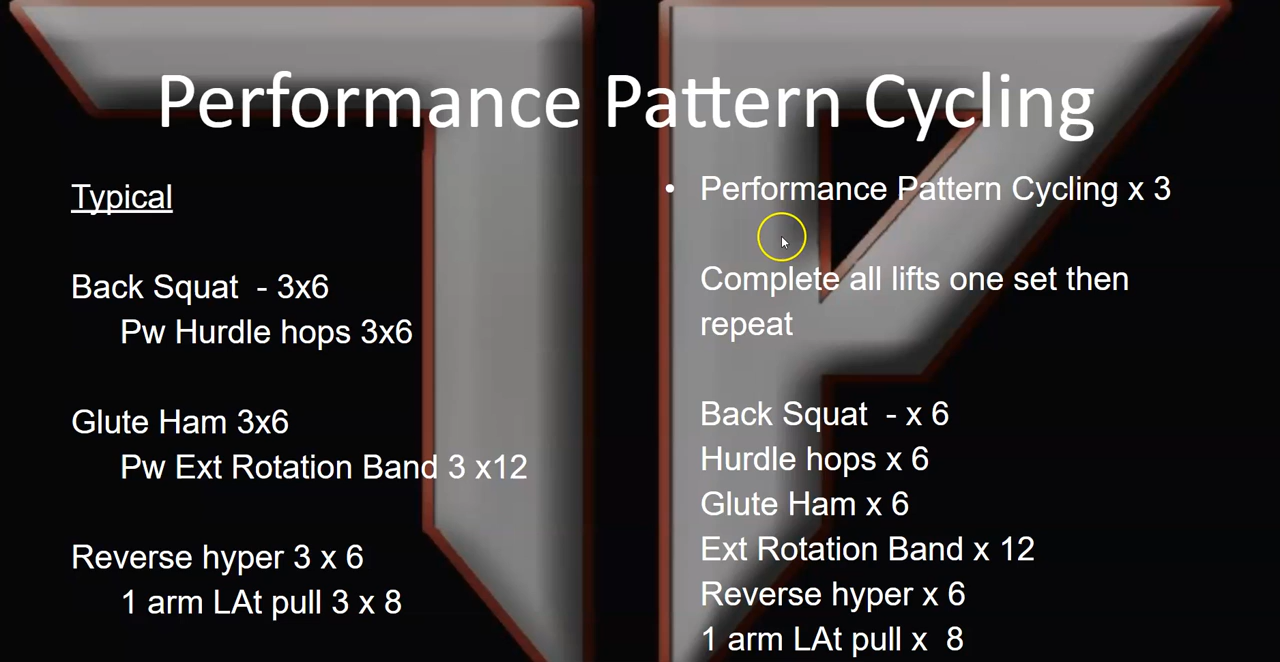 Performance Pattern Cycling
Typical
Back Squat - 3x6
Pw Hurdle hops 3x6
Glute Ham 3x6
Pw Ext Rotation Band 3 x12
Reverse hyper 3 x 6
1 arm LAt pull 3 x 8
• Performance Pattern Cycling x 3
Complete all lifts one set then
repeat
Back Squat - x 6
Hurdle hops x 6
Glute Ham x 6
Ext Rotation Band x 12
Reverse hyper x 6
1 arm LAt pull x 8